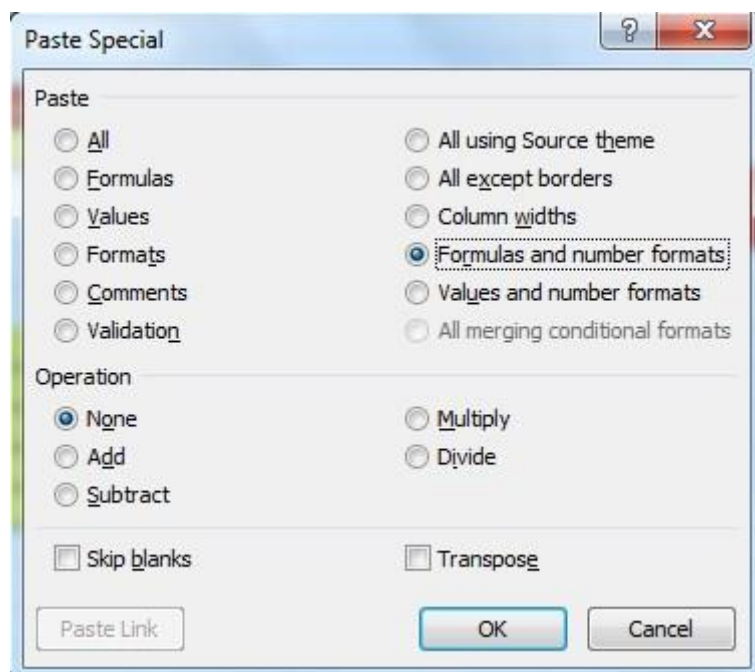 Paste Special
Paste
All
All using Source theme
Formulas
All except borders
Values
Column widths
Formats
Formulas and number formats
Comments
Values and number formats
Validation
All merging conditional formats
Operation
None
Multiply
Add
Divide
Subtract
Skip blanks
Transpose
Paste Link
OK
Cancel